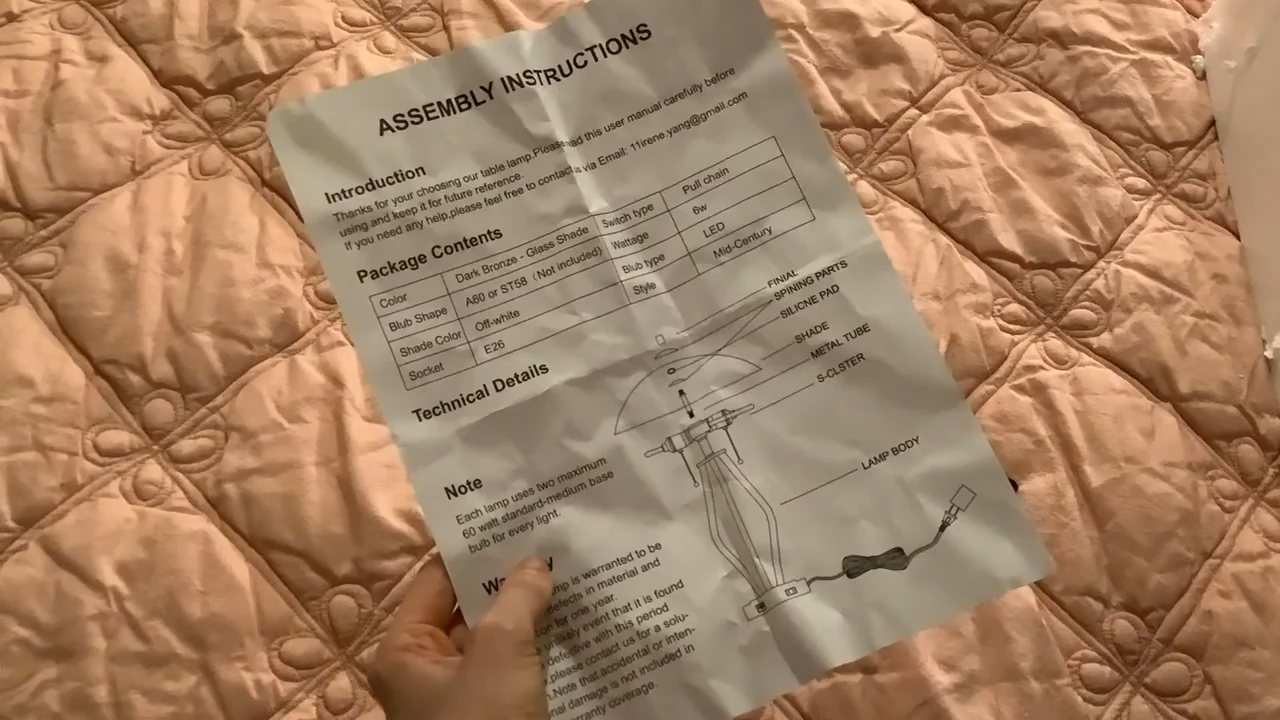 ASSEMBLY INSTRUCTIONS
Introduction
Thanks for your choosing our table lamp.Please ad this user manual carefully before
using and keep it for future reference.
If you need any help,please feel free to contact via Email: 11irene.yang@gmail.com
Package Contents
Color Dark Bronze - Glass Shade Switch type Pull chain
Blub Shape A60 or ST58 (Not included) Wattage 6w
Shade Color Off-white Blub type LED
Socket E26 Style Mid-Century
Technical Details
FINIAL
SPINING PARTS
SILICNE PAD
SHADE
METAL TUBE
S-CLSTER
LAMP BODY
Note
Each lamp uses two maximum
60 watt standard-medium base
bulb for every light.
Wa y
mp is warranted to be
defects in material and
ion for one year.
unlikely event that it is found
defective with this period
,please contact us for a solu-
.Note that accidental or inten-
nal damage is not included in
rranty coverage.